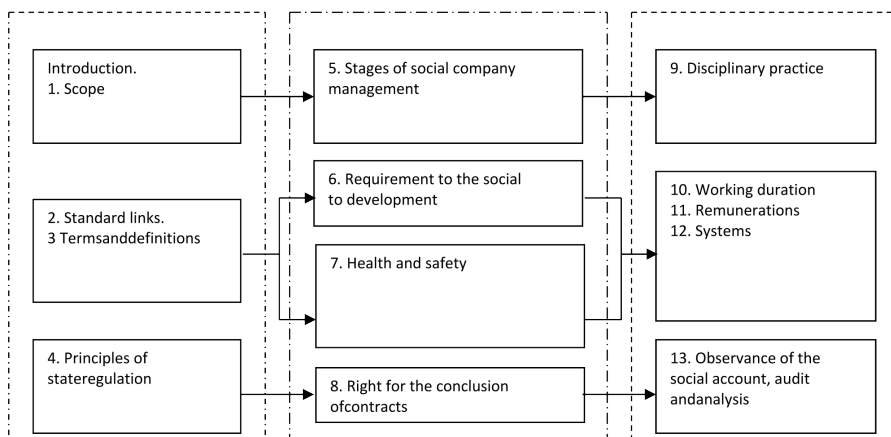 Introduction.
1. Scope
2. Standard links.
3 Termsanddefinitions
4. Principles of
stateregulation
5. Stages of social company
management
6. Requirement to the social
to development
7. Health and safety
8. Right for the conclusion
ofcontracts
9. Disciplinary practice
10. Working duration
11. Remunerations
12. Systems
13. Observance of the
social account, audit
andanalysis